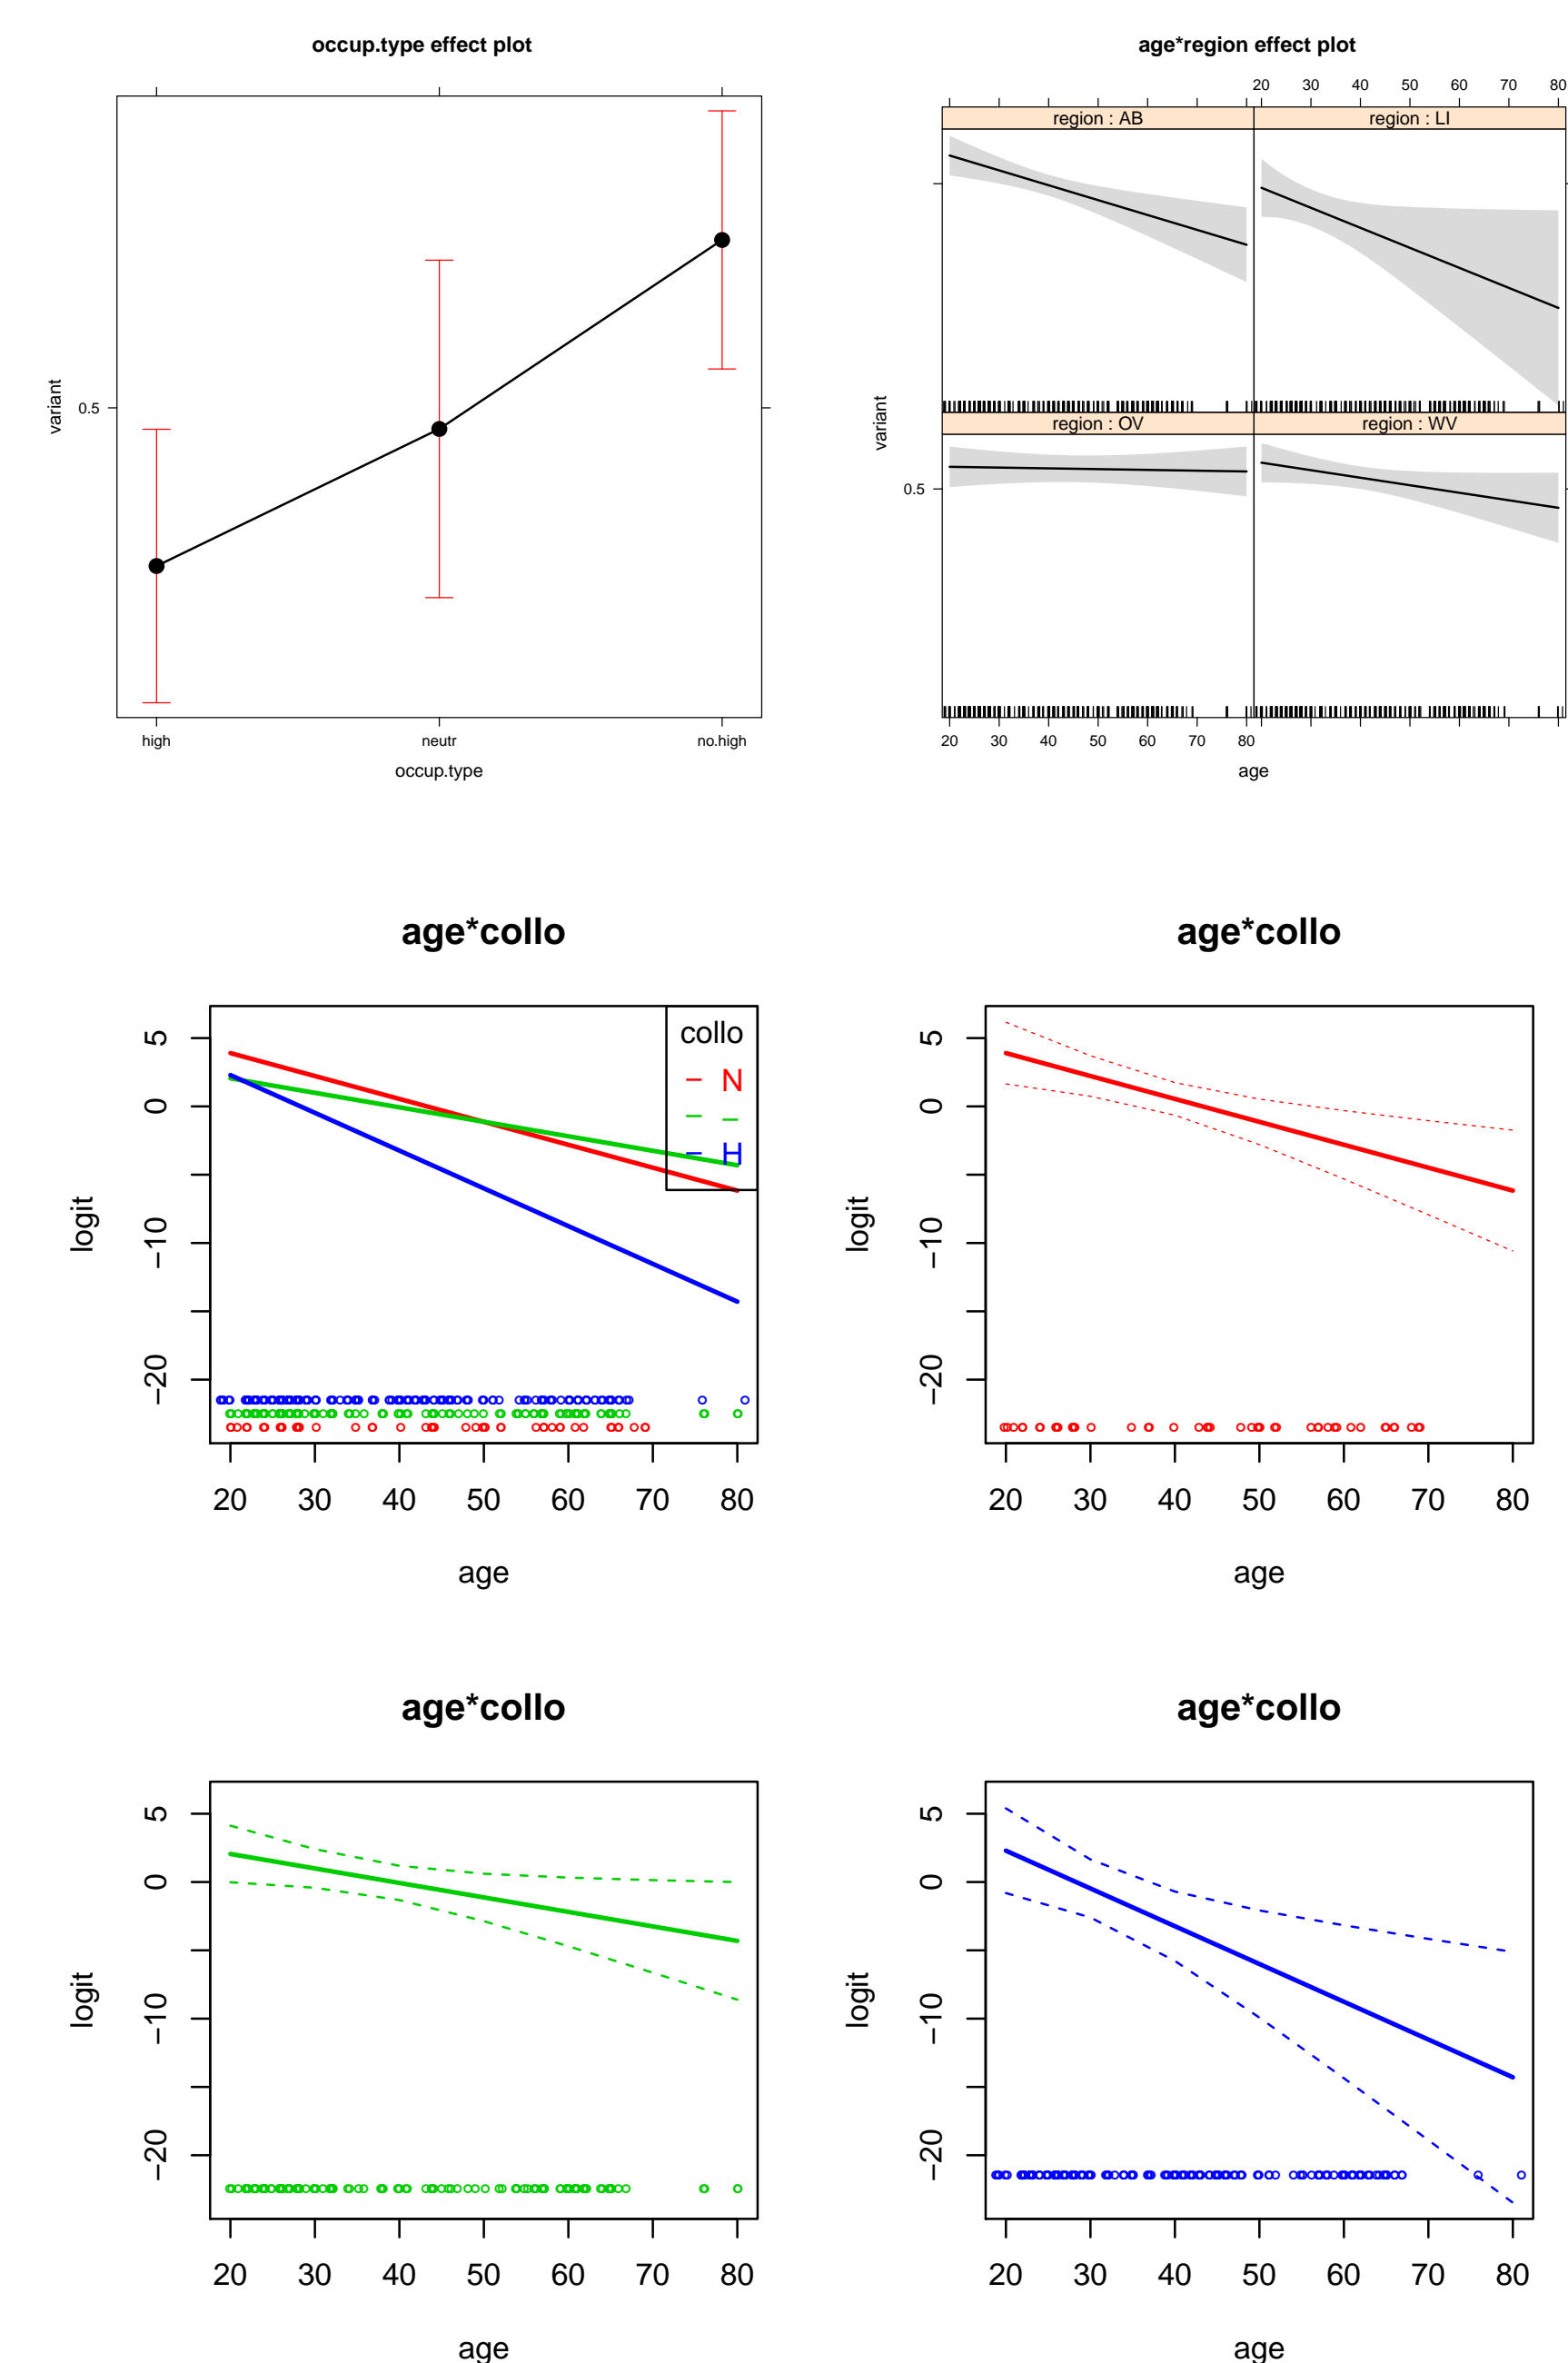 occup.type effect plot
variant
0.5
high neutr no.high
occup.type
age*region effect plot
20 30 40 50 60 70 80
region : AB region : LI
region : OV region : WV
variant
0.5
20 30 40 50 60 70 80
age
age*collo
collo
N
I
H
logit
5
0
−10
−20
20 30 40 50 60 70 80
age
age*collo
logit
5
0
−10
−20
20 30 40 50 60 70 80
age
age*collo
logit
5
0
−10
−20
20 30 40 50 60 70 80
age
age*collo
logit
5
0
−10
−20
20 30 40 50 60 70 80
age